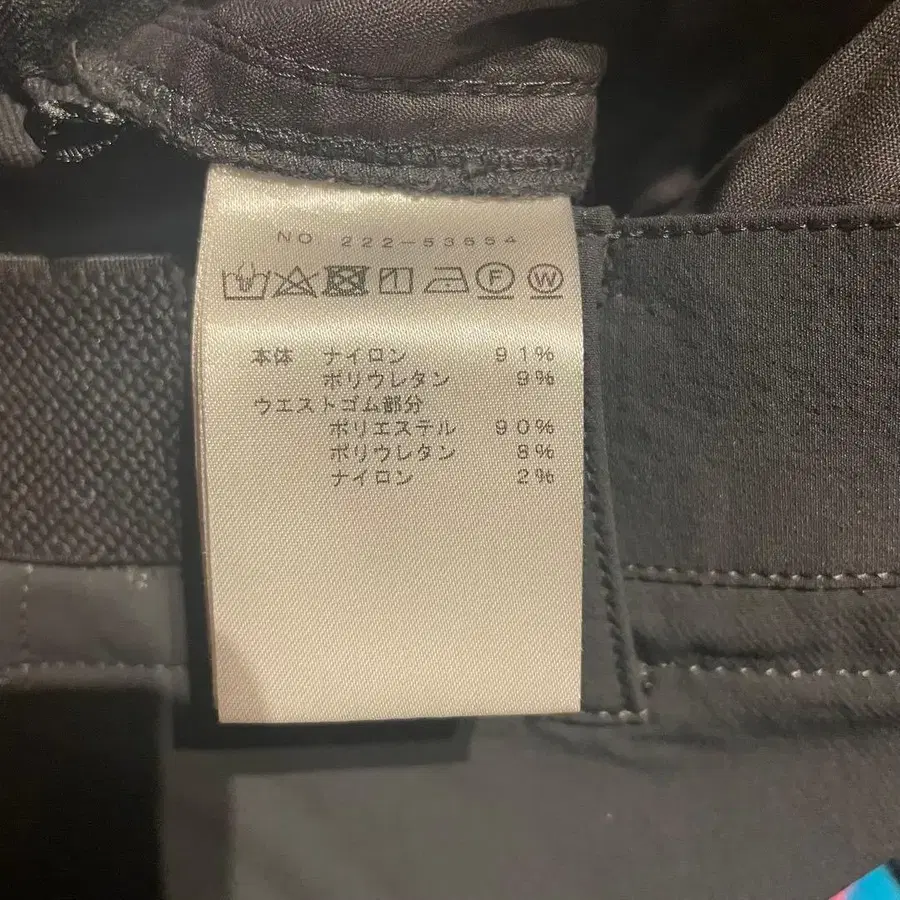 NO 222-53554
F W
本体 ナイロン 91%
ポリウレタン 9%
ウエストゴム部分
ポリエステル 90%
ポリウレタン 8%
ナイロン 2%